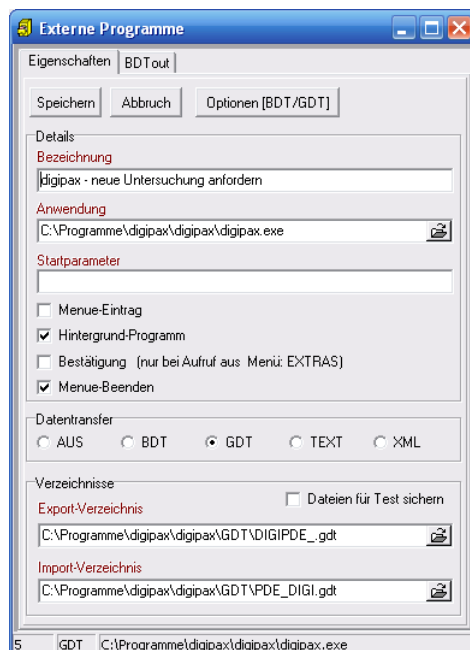 Externe Programme
Eigenschaften BDTout
Speichern Abbruch Optionen [BDT/GDT]
Details
Bezeichnung
digipax - neue Untersuchung anfordern
Anwendung
C:\Programme\digipax\digipax\digipax.exe
Startparameter
Menue-Eintrag
Hintergrund-Programm
Bestätigung (nur bei Aufruf aus Menü: EXTRAS)
Menue-Beenden
Datentransfer
AUS BDT GDT TEXT XML
Verzeichnisse
Dateien für Test sichern
Export-Verzeichnis
C:\Programme\digipax\digipax\GDT\DIGIPDE_.gdt
Import-Verzeichnis
C:\Programme\digipax\digipax\GDT\PDE_DIGI.gdt
5 GDT C:\Programme\digipax\digipax\digipax.exe